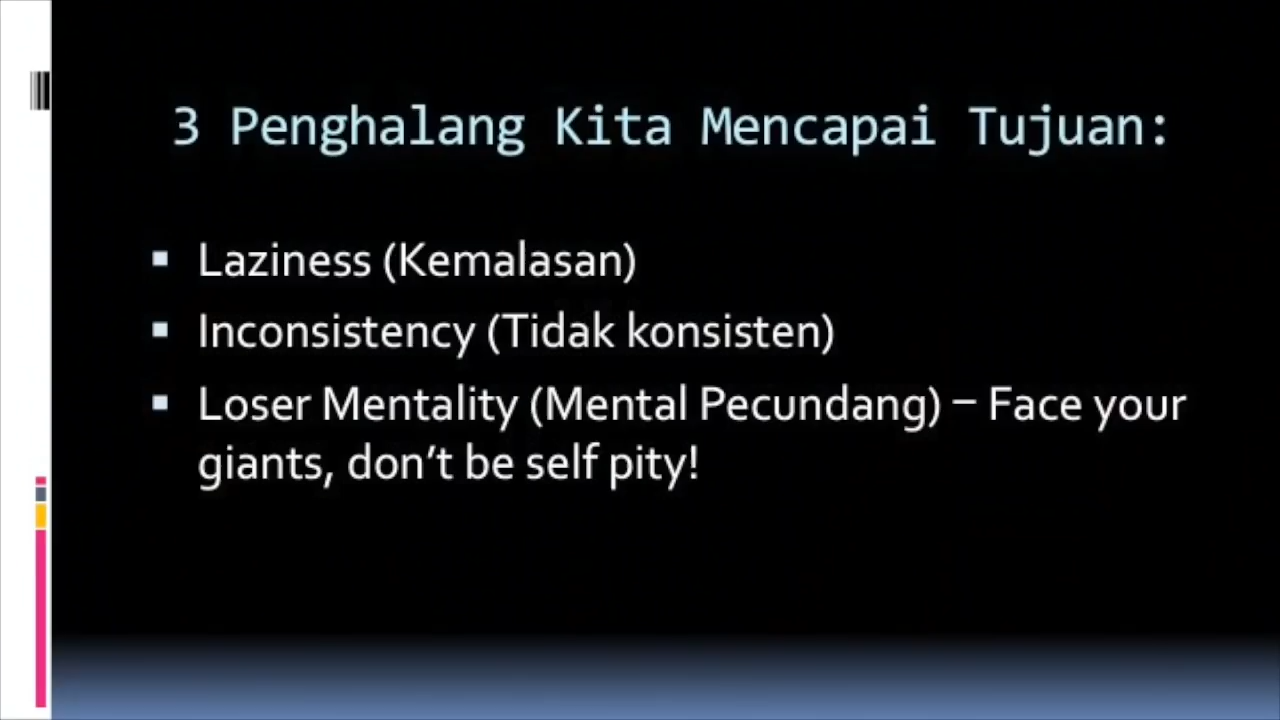 3 Penghalang Kita Mencapai Tujuan:
Laziness (Kemalasan)
Inconsistency (Tidak konsisten)
Loser Mentality (Mental Pecundang) – Face your
giants, don’t be self pity!